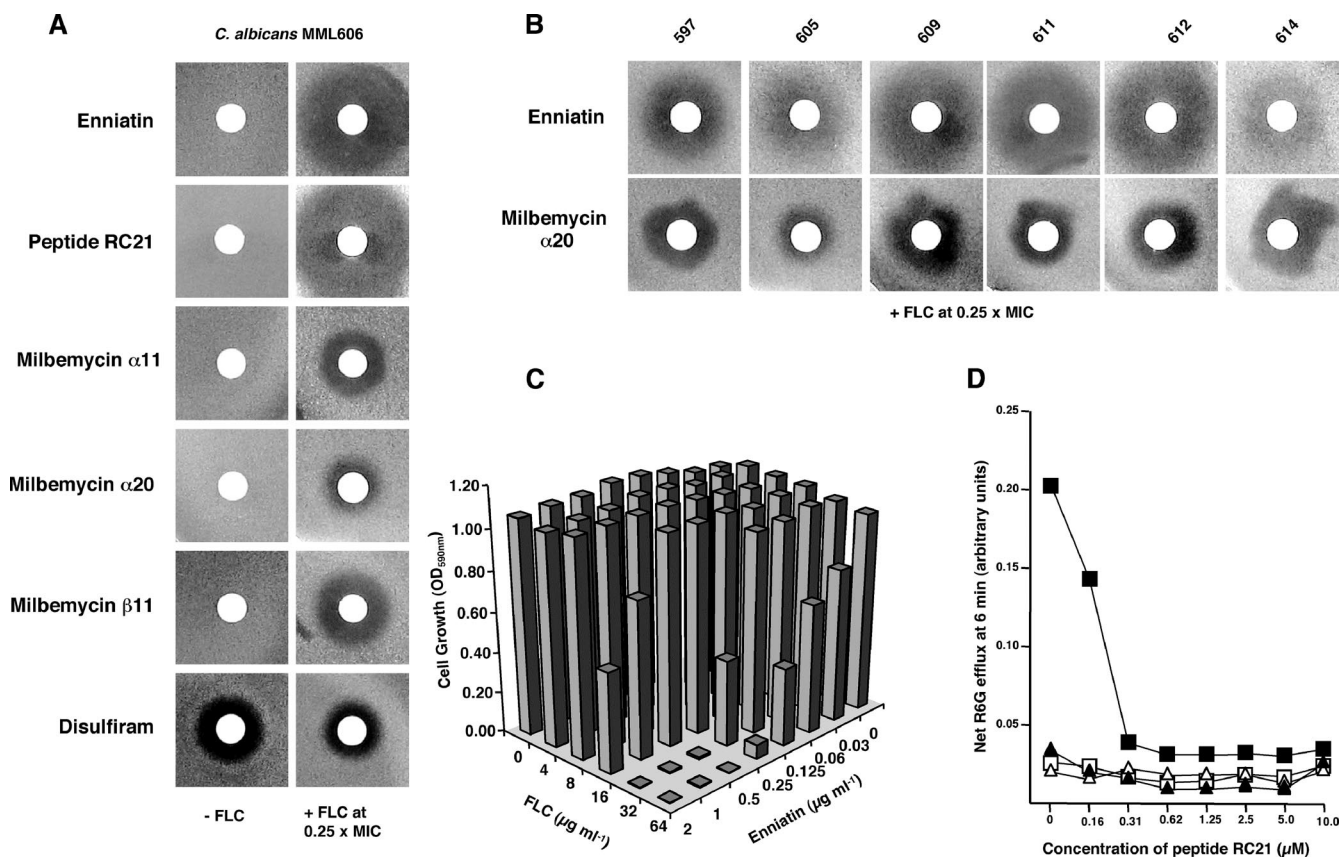 A
C. albicans MML606
Enniatin
Peptide RC21
Milbemycin α11
Milbemycin α20
Milbemycin β11
Disulfiram
- FLC
+ FLC at
0.25 x MIC
B
597 605 609 611 612 614
Enniatin
Milbemycin
α20
+ FLC at 0.25 x MIC
C
Cell Growth (OD590nm)
1.20
1.00
0.80
0.60
0.40
0.20
0.00
0 4 8 16 32 64
FLC (µg ml-1)
2 1 0.5 0.25 0.125 0.06 0.03 0
Enniatin (µg ml-1)
D
Net R6G efflux at 6 min (arbitrary units)
0.25
0.20
0.15
0.10
0.05
0 0.16 0.31 0.62 1.25 2.5 5.0 10.0
Concentration of peptide RC21 (µM)